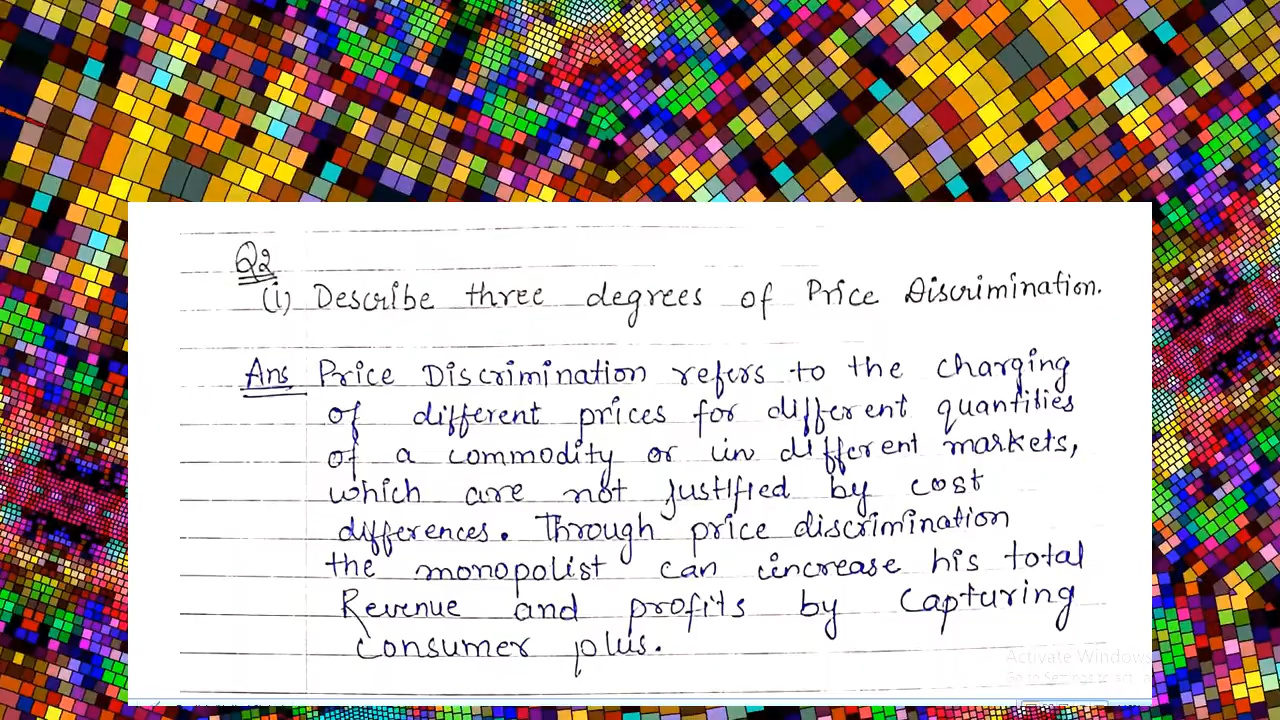 Q2
(i) Describe three degrees of Price Discrimination.
Ans Price Discrimination refers to the charging
of different prices for different quantities
of a commodity or in different markets,
which are not justified by cost
differences. Through price discrimination
the monopolist can increase his total
Revenue and profits by capturing
consumer plus.
Activate Windows